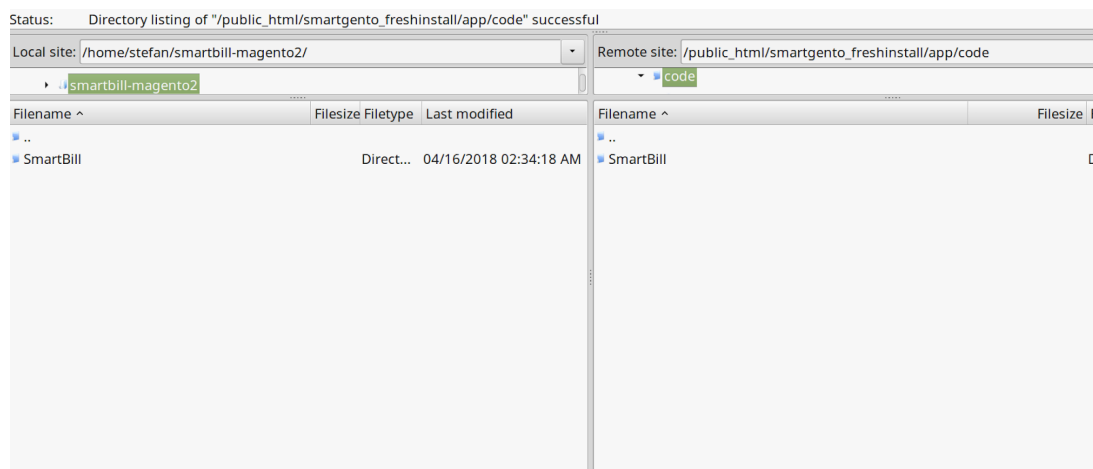 Status: Directory listing of "/public_html/smartgento_freshinstall/app/code" successful
Local site: /home/stefan/smartbill-magento2/ Remote site: /public_html/smartgento_freshinstall/app/code
smartbill-magento2 code
Filename Filesize Filetype Last modified Filename Filesize
.. ..
SmartBill Direct... 04/16/2018 02:34:18 AM SmartBill